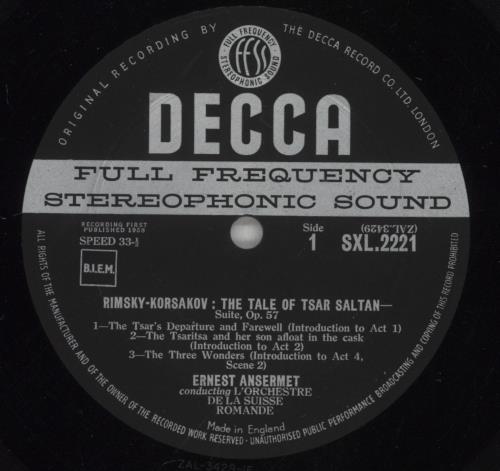 ORIGINAL RECORDING BY THE DECCA RECORD CO. LTD. LONDON
FULL FREQUENCY
ffss
STEREOPHONIC SOUND
DECCA
FULL FREQUENCY
STEREOPHONIC SOUND
RECORDING FIRST
PUBLISHED 1959
SPEED 33-⅓
B.I.E.M.
Side
1
(ZAL.3429)
SXL.2221
RIMSKY-KORSAKOV : THE TALE OF TSAR SALTAN—
Suite, Op. 57
1—The Tsar's Departure and Farewell (Introduction to Act 1)
2—The Tsaritsa and her son afloat in the cask
(Introduction to Act 2)
3—The Three Wonders (Introduction to Act 4,
Scene 2)
ERNEST ANSERMET
conducting L'ORCHESTRE
DE LA SUISSE
ROMANDE
Made in England
ALL RIGHTS OF THE MANUFACTURER AND OF THE OWNER OF THE RECORDED WORK RESERVED · UNAUTHORISED PUBLIC PERFORMANCE BROADCASTING AND COPYING OF THIS RECORD PROHIBITED